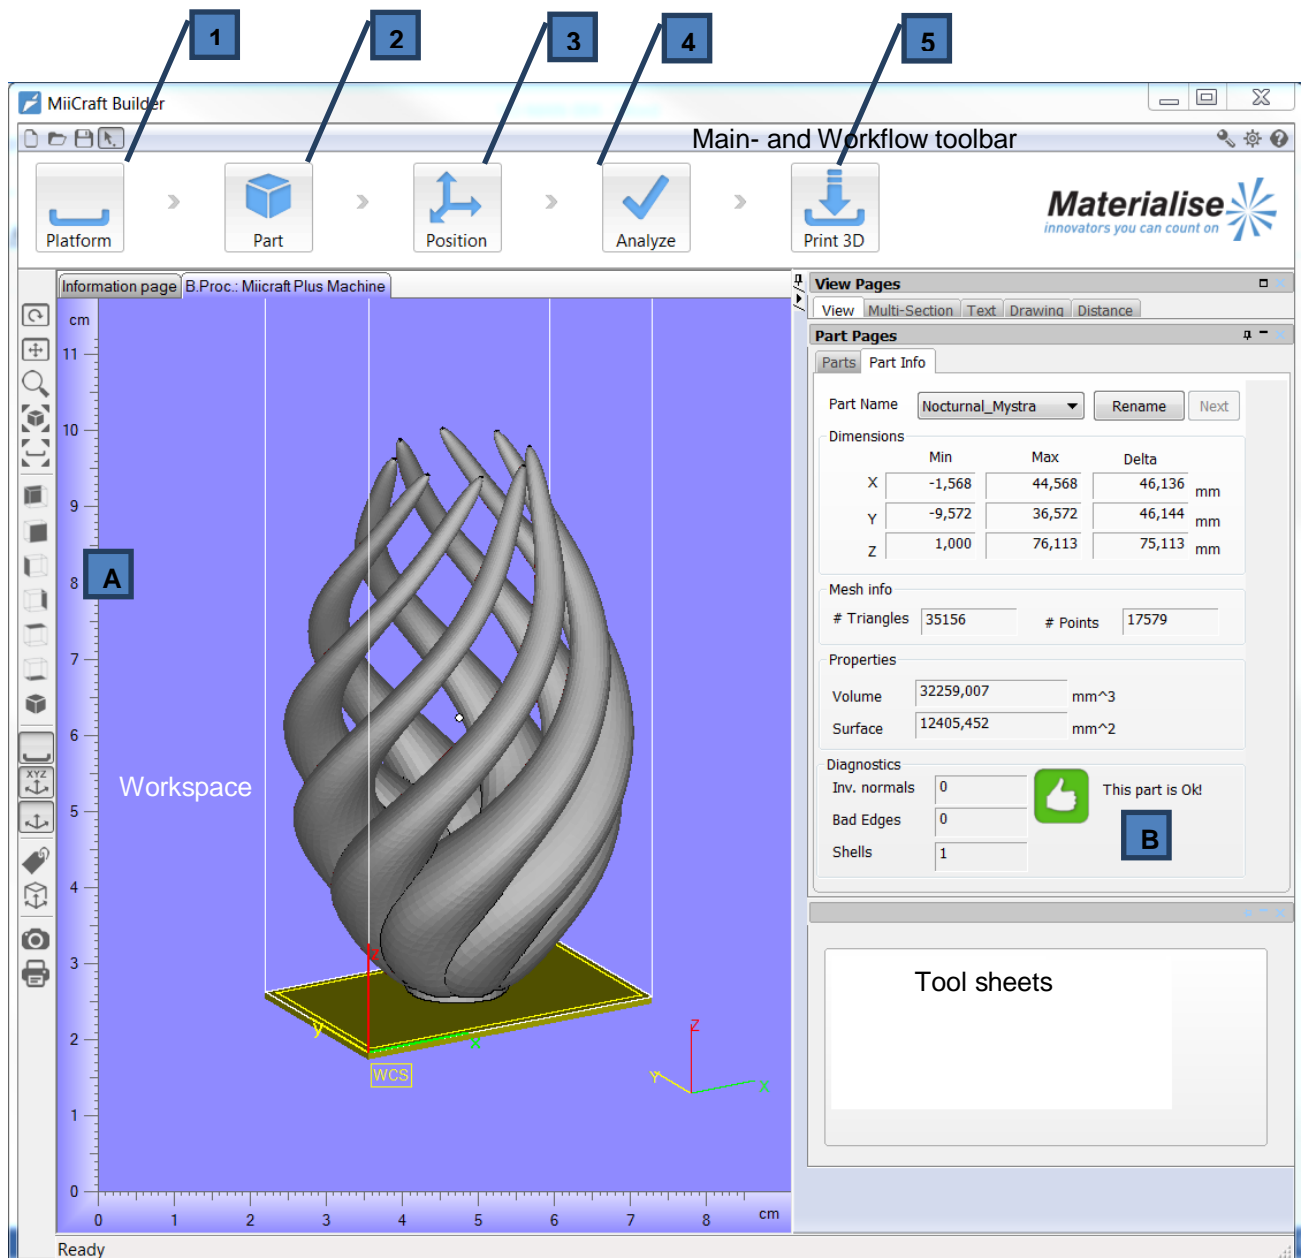 1
2
3
4
5
MiiCraft Builder
Main- and Workflow toolbar
Platform
Part
Position
Analyze
Print 3D
Materialise
innovators you can count on
Information page
B.Proc.: Miicraft Plus Machine
cm
11
10
9
8
7
6
5
4
3
2
1
0
0 1 2 3 4 5 6 7 8 cm
A
XYZ
Workspace
z
y
x
WCS
Z
Y
X
View Pages
View Multi-Section Text Drawing Distance
Part Pages
Parts Part Info
Part Name Nocturnal_Mystra Rename Next
Dimensions
Min Max Delta
X -1,568 44,568 46,136 mm
Y -9,572 36,572 46,144 mm
Z 1,000 76,113 75,113 mm
Mesh info
# Triangles 35156 # Points 17579
Properties
Volume 32259,007 mm^3
Surface 12405,452 mm^2
Diagnostics
Inv. normals 0 This part is Ok!
Bad Edges 0
B
Shells 1
Tool sheets
Ready